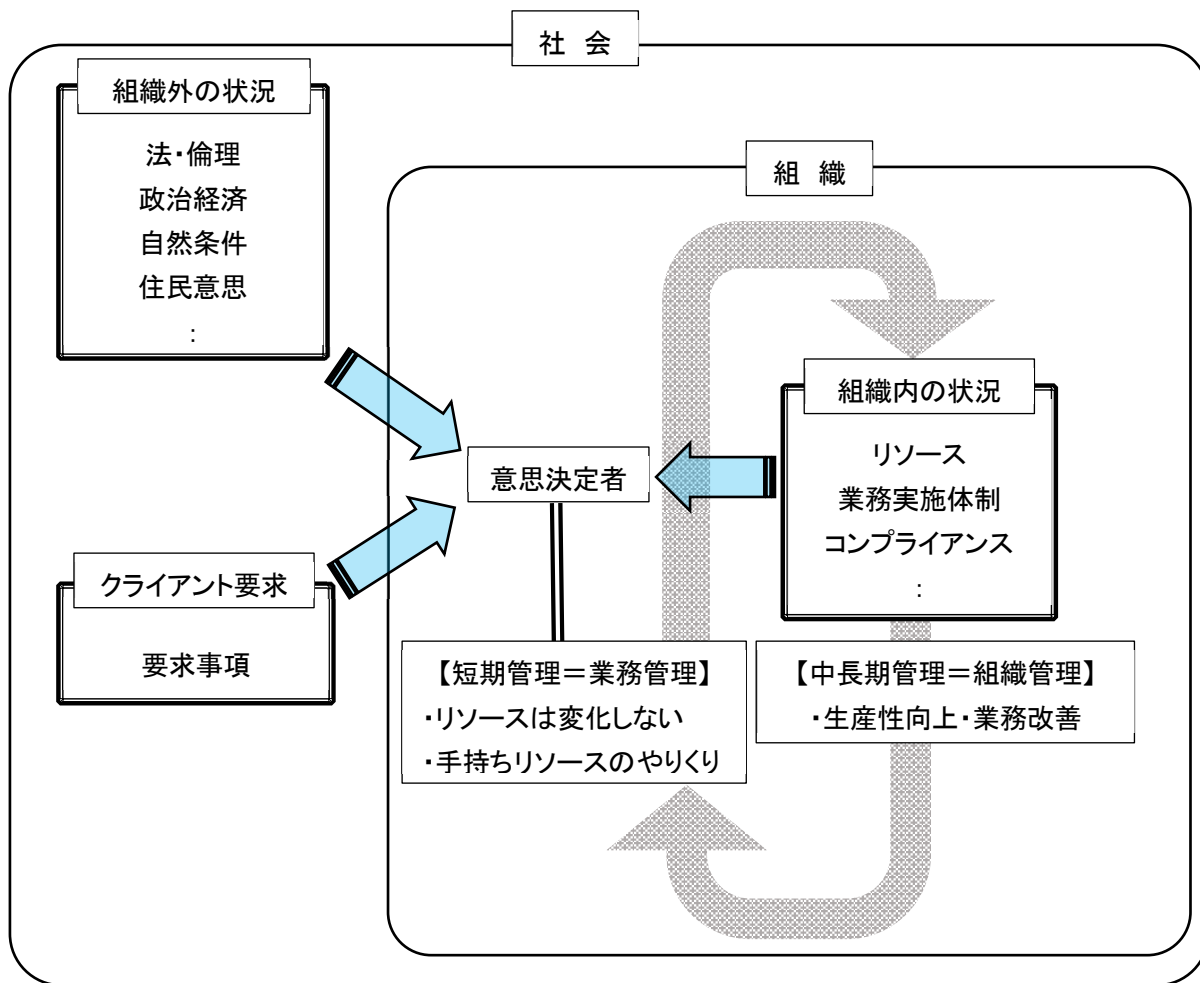 社 会
組織外の状況
法・倫理
政治経済
自然条件
住民意思
:
クライアント要求
要求事項
組 織
意思決定者
組織内の状況
リソース
業務実施体制
コンプライアンス
:
【短期管理=業務管理】
・リソースは変化しない
・手持ちリソースのやりくり
【中長期管理=組織管理】
・生産性向上・業務改善